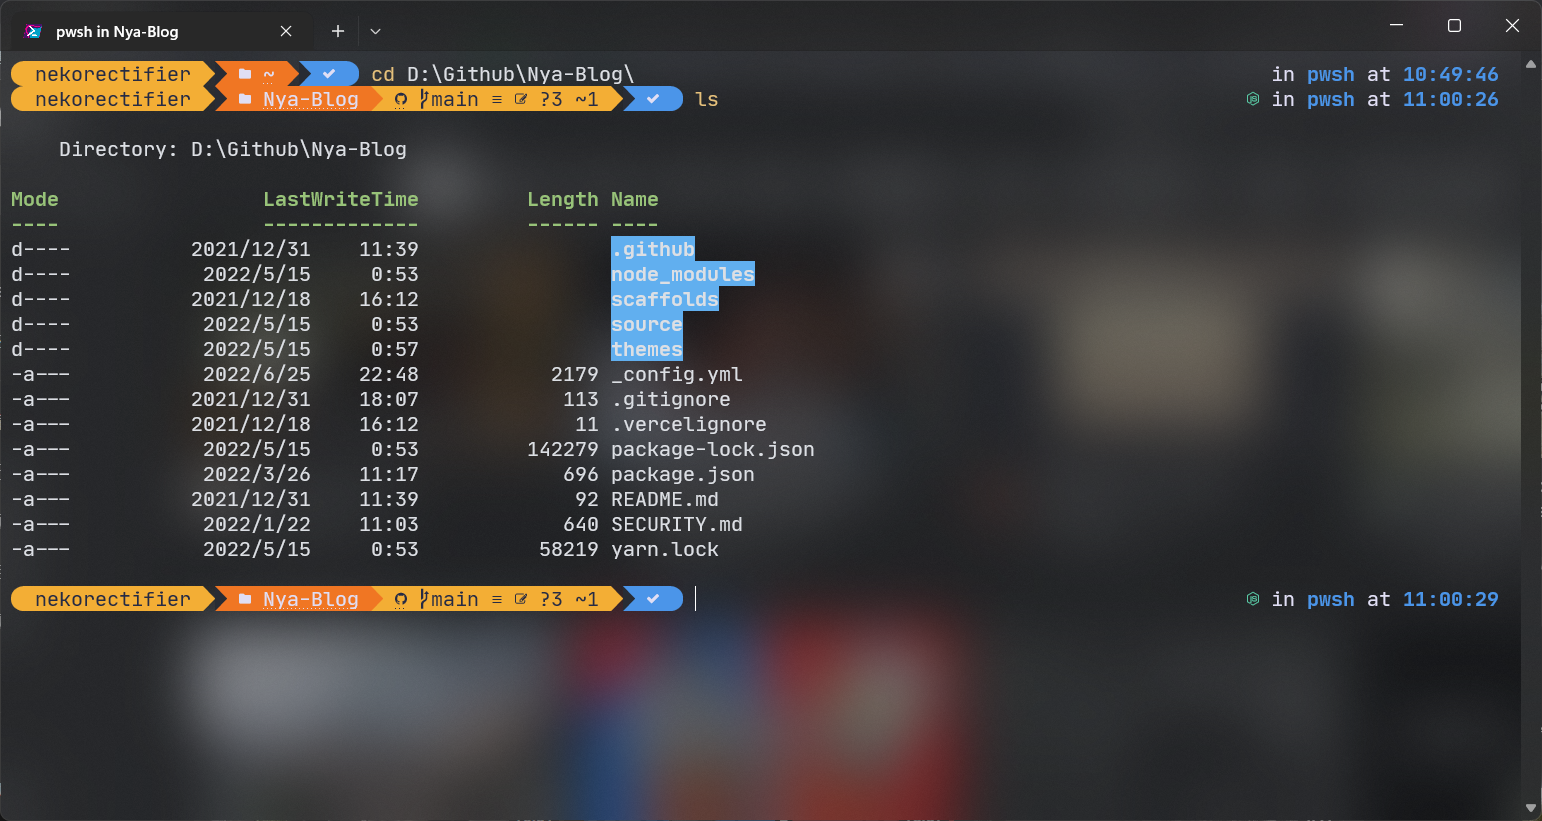 pwsh in Nya-Blog
nekorectifier ~ cd D:\Github\Nya-Blog\ in pwsh at 10:49:46
nekorectifier Nya-Blog main ≡ ?3 ~1 ls in pwsh at 11:00:26
Directory: D:\Github\Nya-Blog
Mode LastWriteTime Length Name
---- ------------- ------ ----
d---- 2021/12/31 11:39 .github
d---- 2022/5/15 0:53 node_modules
d---- 2021/12/18 16:12 scaffolds
d---- 2022/5/15 0:53 source
d---- 2022/5/15 0:57 themes
-a--- 2022/6/25 22:48 2179 _config.yml
-a--- 2021/12/31 18:07 113 .gitignore
-a--- 2021/12/18 16:12 11 .vercelignore
-a--- 2022/5/15 0:53 142279 package-lock.json
-a--- 2022/3/26 11:17 696 package.json
-a--- 2021/12/31 11:39 92 README.md
-a--- 2022/1/22 11:03 640 SECURITY.md
-a--- 2022/5/15 0:53 58219 yarn.lock
nekorectifier Nya-Blog main ≡ ?3 ~1 in pwsh at 11:00:29